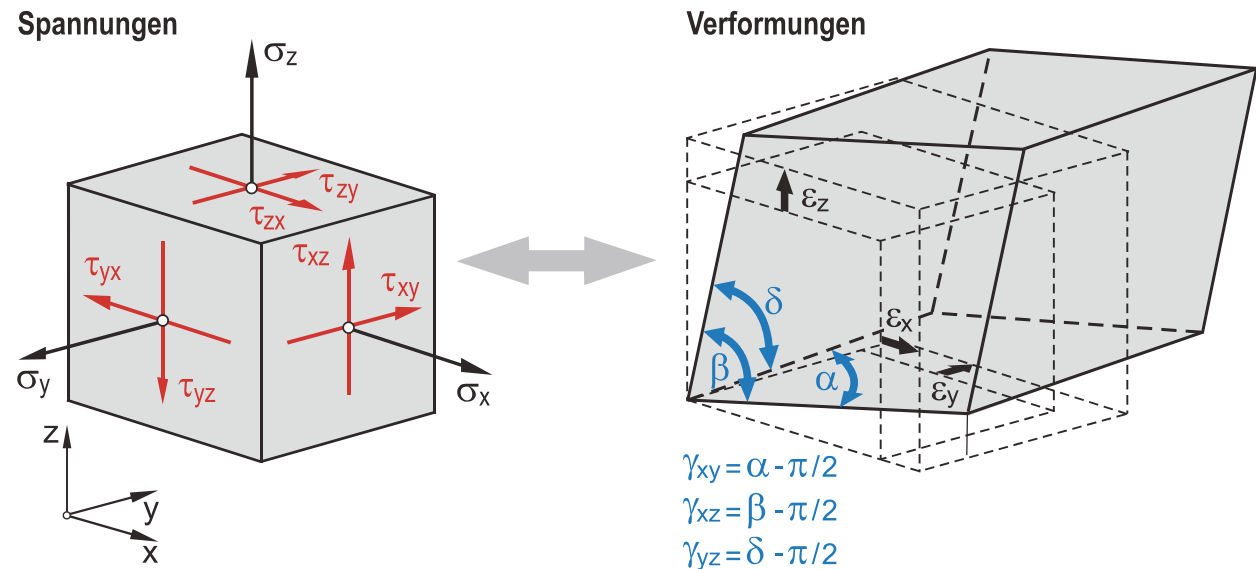 Spannungen
σz
τzy
τzx
τxz
τyx
τxy
σy
τyz
σx
z
y
x
Verformungen
εz
δ
εx
β
α
εy
γxy = α - π/2
γxz = β - π/2
γyz = δ - π/2